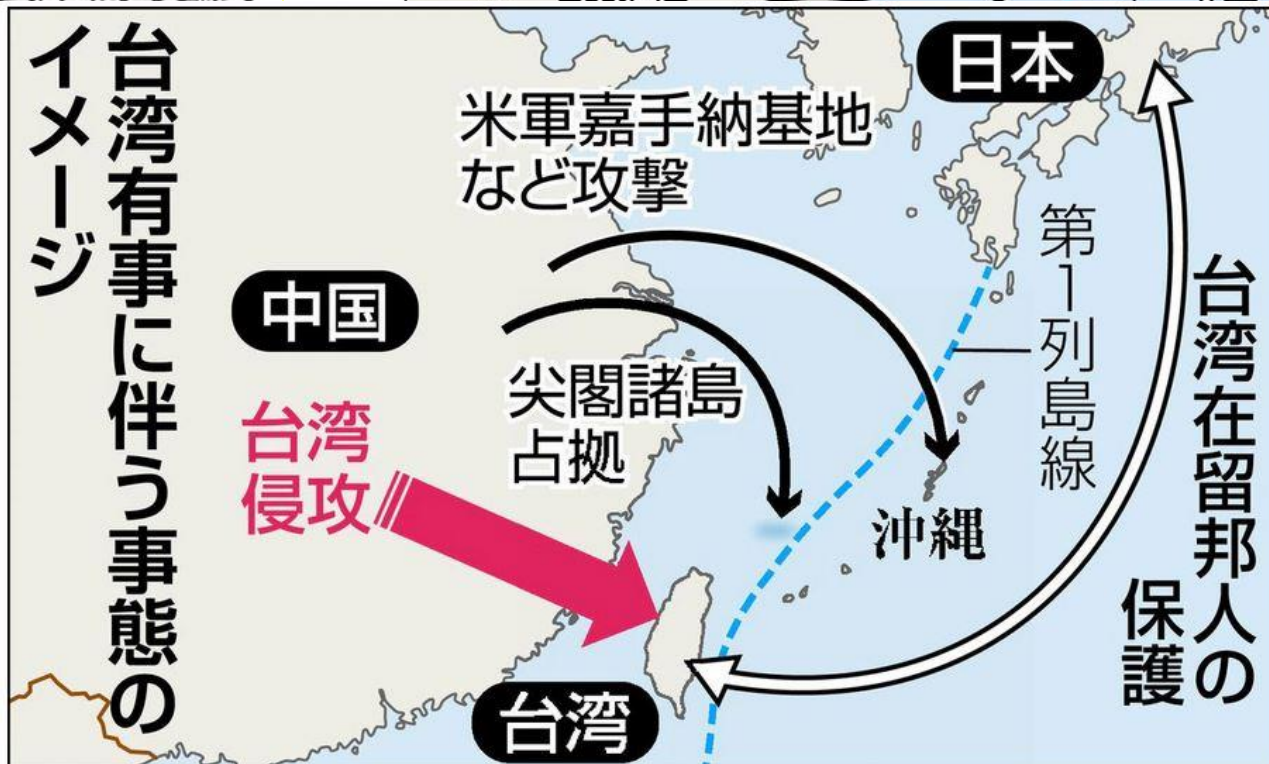 台湾有事に伴う事態の
イメージ
日本
米軍嘉手納基地
など攻撃
中国
尖閣諸島
占拠
台湾
侵攻
第1列島線
沖縄
台湾在留邦人の
保護
台湾